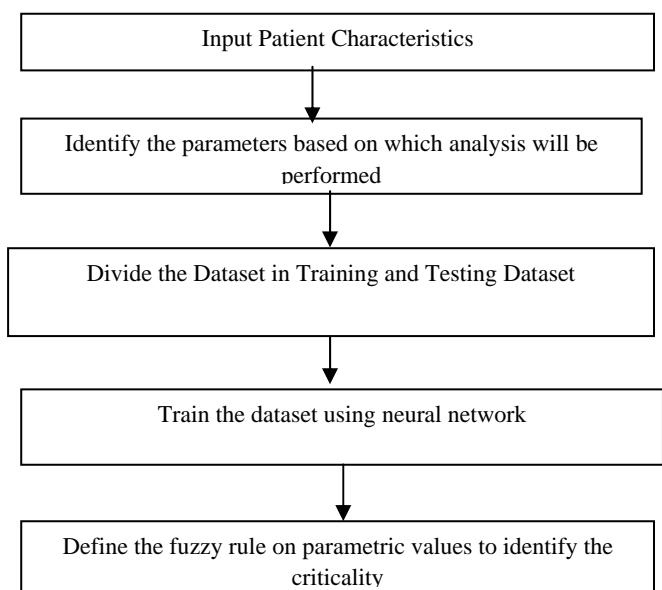 Input Patient Characteristics
Identify the parameters based on which analysis will be
performed
Divide the Dataset in Training and Testing Dataset
Train the dataset using neural network
Define the fuzzy rule on parametric values to identify the
criticality